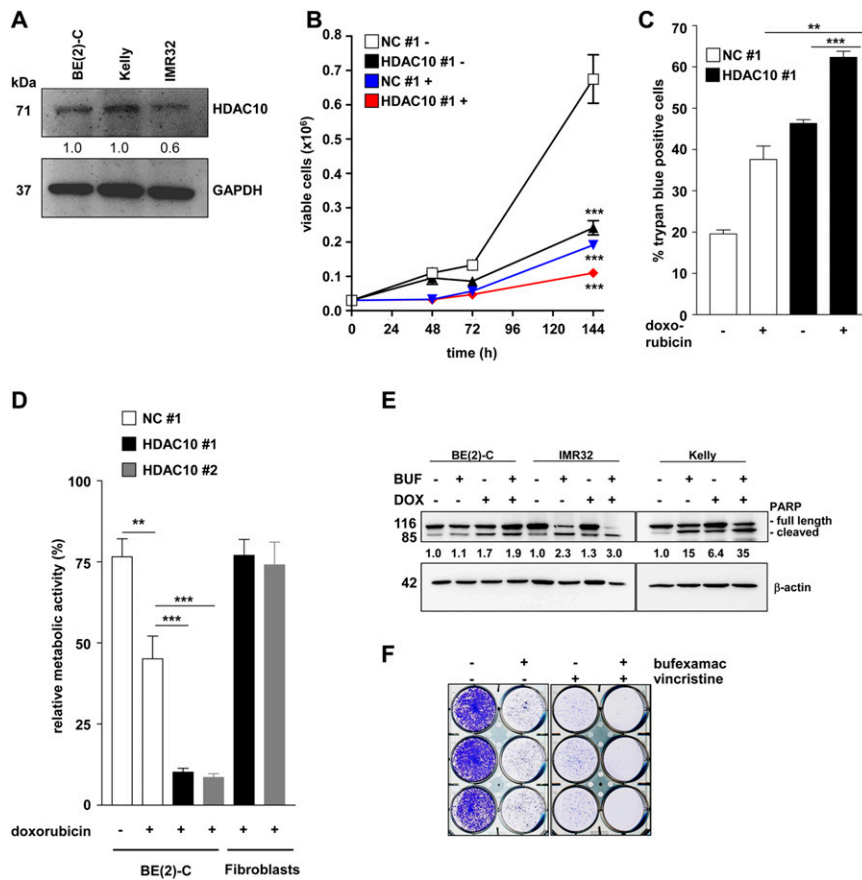 A
BE(2)-C Kelly IMR32
kDa
71 HDAC10
1.0 1.0 0.6
37 GAPDH
B
NC #1 -
HDAC10 #1 -
NC #1 +
HDAC10 #1 +
viable cells (x10⁶)
0.8
0.7
0.6
0.5
0.4
0.3
0.2
0.1
0.0
***
***
***
0 24 48 72 96 120 144
time (h)
C
NC #1
HDAC10 #1
**
***
% trypan blue positive cells
70
60
50
40
30
20
10
0
doxo-
rubicin - + - +
D
NC #1
HDAC10 #1
HDAC10 #2
relative metabolic activity (%)
100
75
50
25
0
**
***
***
doxorubicin - + + + + +
BE(2)-C Fibroblasts
E
BE(2)-C IMR32 Kelly
BUF - + - + - + - + - + - +
DOX - - + + - - + + - - + +
PARP
116 - full length
85 - cleaved
1.0 1.1 1.7 1.9 1.0 2.3 1.3 3.0 1.0 15 6.4 35
42 β-actin
F
- + - + bufexamac
- - + + vincristine